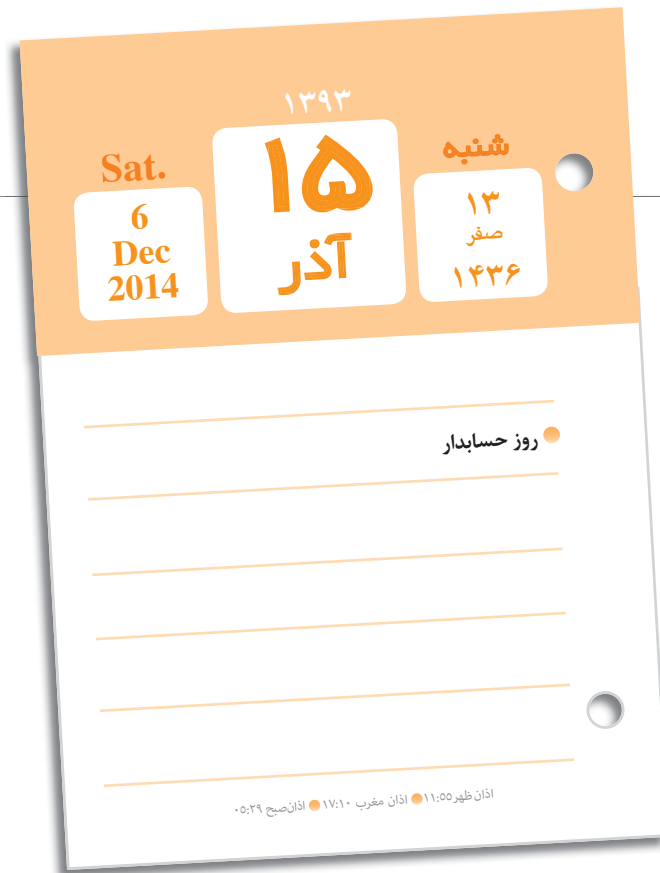 ۱۳۹۳
شنبه
۱۳
صفر
۱۴۳۶
۱۵
آذر
Sat.
6
Dec
2014
روز حسابدار
اذان ظهر ۱۱:۵۵ اذان مغرب ۱۷:۱۰ اذان‌صبح ۰۵:۲۹